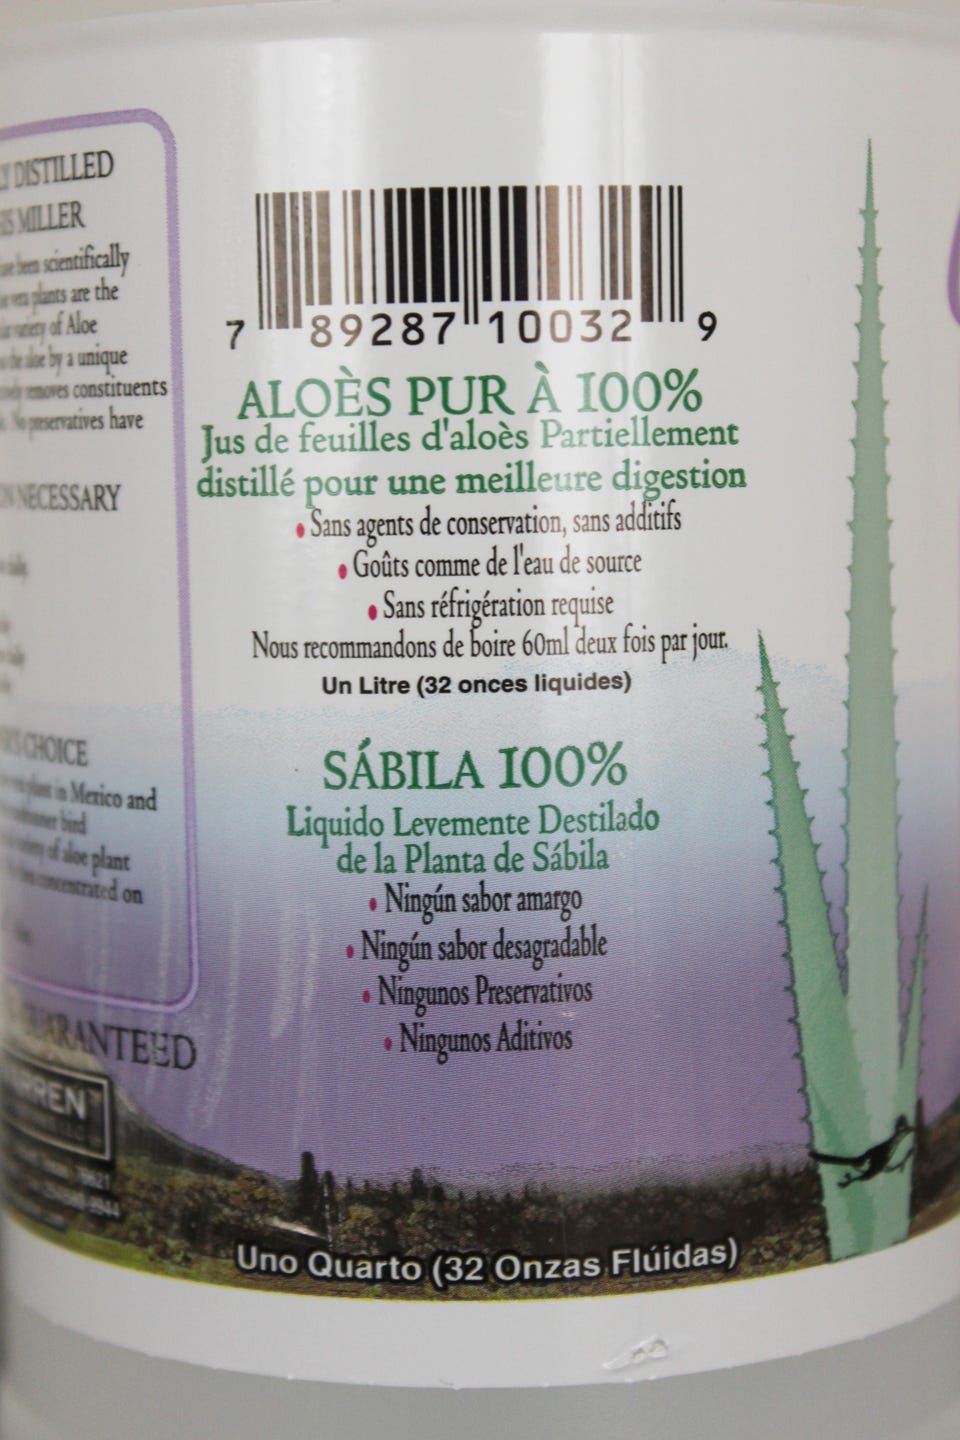 Y DISTILLED
MILLER
been scientifically
plants are the
variety of Aloe
the aloe by a unique
removes constituents
No preservatives have
NECESSARY
daily
CHOICE
plant in Mexico and
bird
variety of aloe plant
concentrated on
GUARANTEED
7 89287 10032 9
ALOÈS PUR À 100%
Jus de feuilles d'aloès Partiellement
distillé pour une meilleure digestion
• Sans agents de conservation, sans additifs
• Goûts comme de l'eau de source
• Sans réfrigération requise
Nous recommandons de boire 60ml deux fois par jour.
Un Litre (32 onces liquides)
SÁBILA 100%
Liquido Levemente Destilado
de la Planta de Sábila
• Ningún sabor amargo
• Ningún sabor desagradable
• Ningunos Preservativos
• Ningunos Aditivos
Uno Quarto (32 Onzas Flúidas)